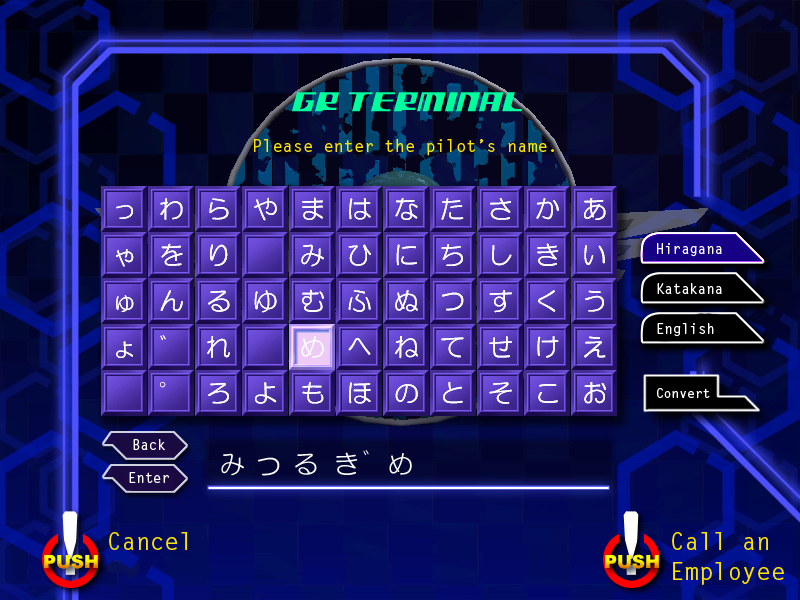 GR TERMINAL
Please enter the pilot's name.
っ わ ら や ま は な た さ か あ
ゃ を り み ひ に ち し き い
ゅ ん る ゆ む ふ ぬ つ す く う
ょ ゛ れ め へ ね て せ け え
゜ ろ よ も ほ の と そ こ お
Hiragana
Katakana
English
Convert
Back
Enter
みつるき゛め
PUSH
Cancel
PUSH
Call an
Employee